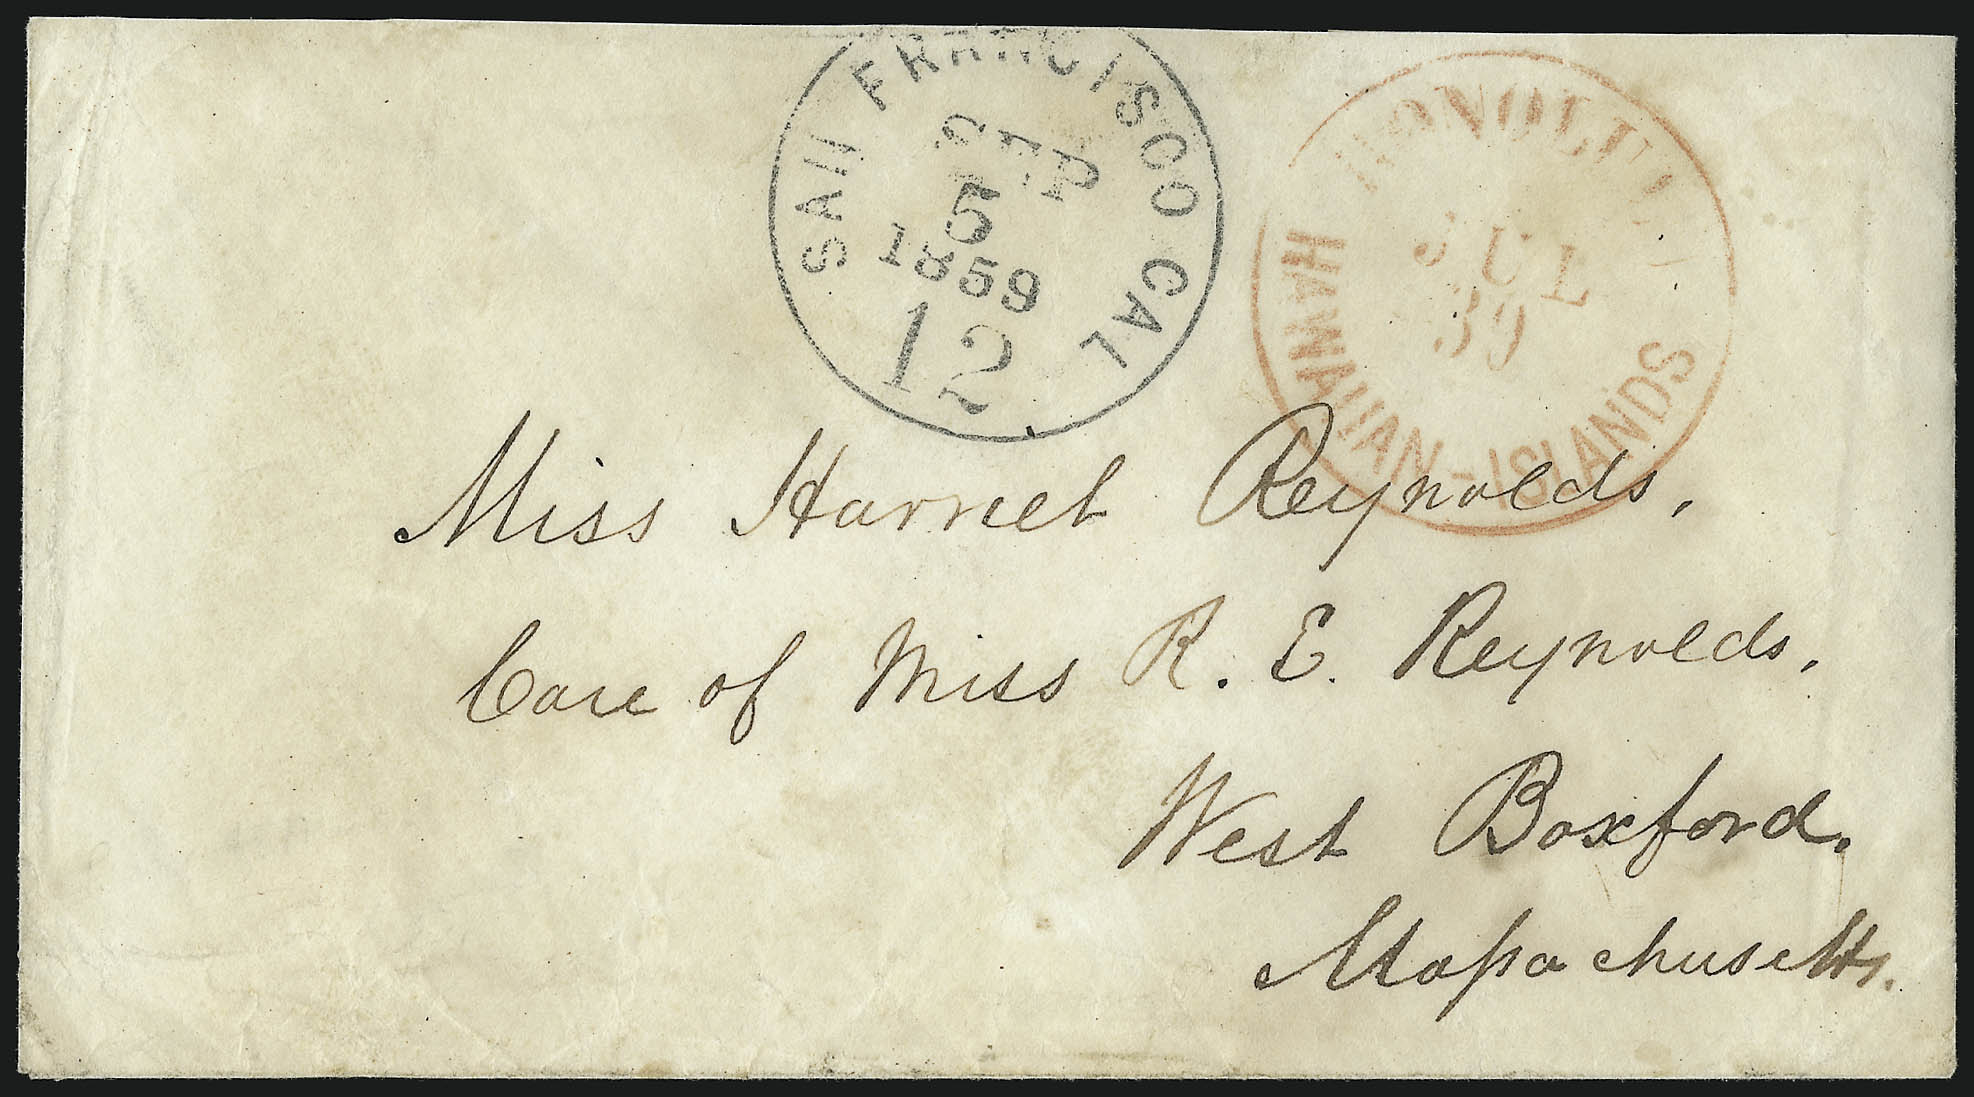 SAN FRANCISCO CAL
SEP
5
1859
12
HONOLULU
JUL
39
HAWAIIAN-ISLANDS
Miss Harriet Reynolds.
Care of Miss R. E. Reynolds.
West Boxford.
Massachusetts.